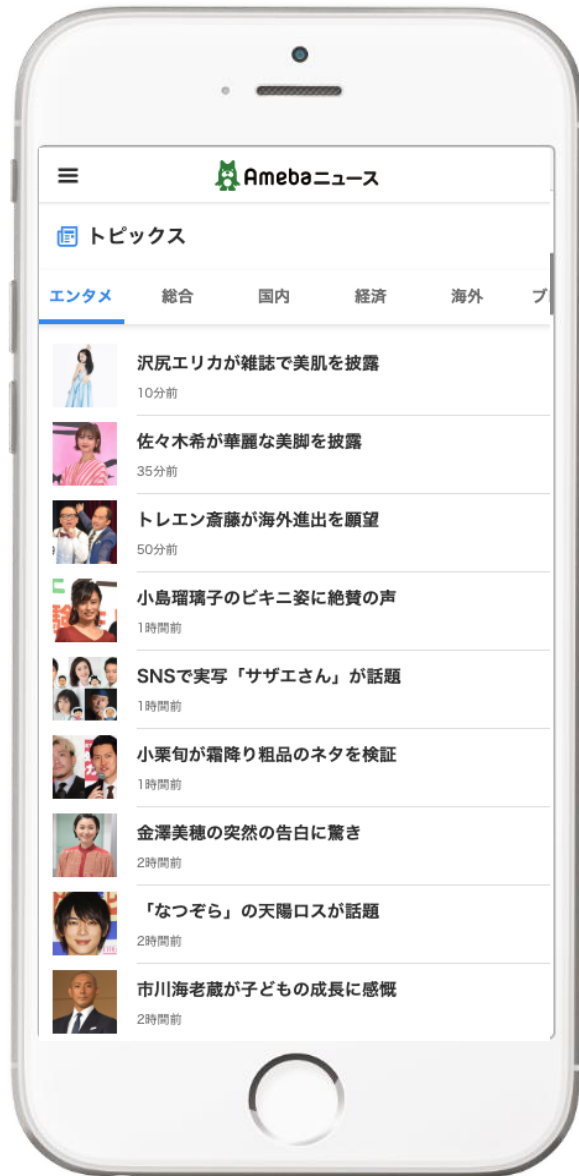 Amebaニュース
トピックス
エンタメ 総合 国内 経済 海外 ブ
沢尻エリカが雑誌で美肌を披露
10分前
佐々木希が華麗な美脚を披露
35分前
トレエン斎藤が海外進出を願望
50分前
小島瑠璃子のビキニ姿に絶賛の声
1時間前
SNSで実写「サザエさん」が話題
1時間前
小栗旬が霜降り粗品のネタを検証
1時間前
金澤美穂の突然の告白に驚き
2時間前
「なつぞら」の天陽ロスが話題
2時間前
市川海老蔵が子どもの成長に感慨
2時間前